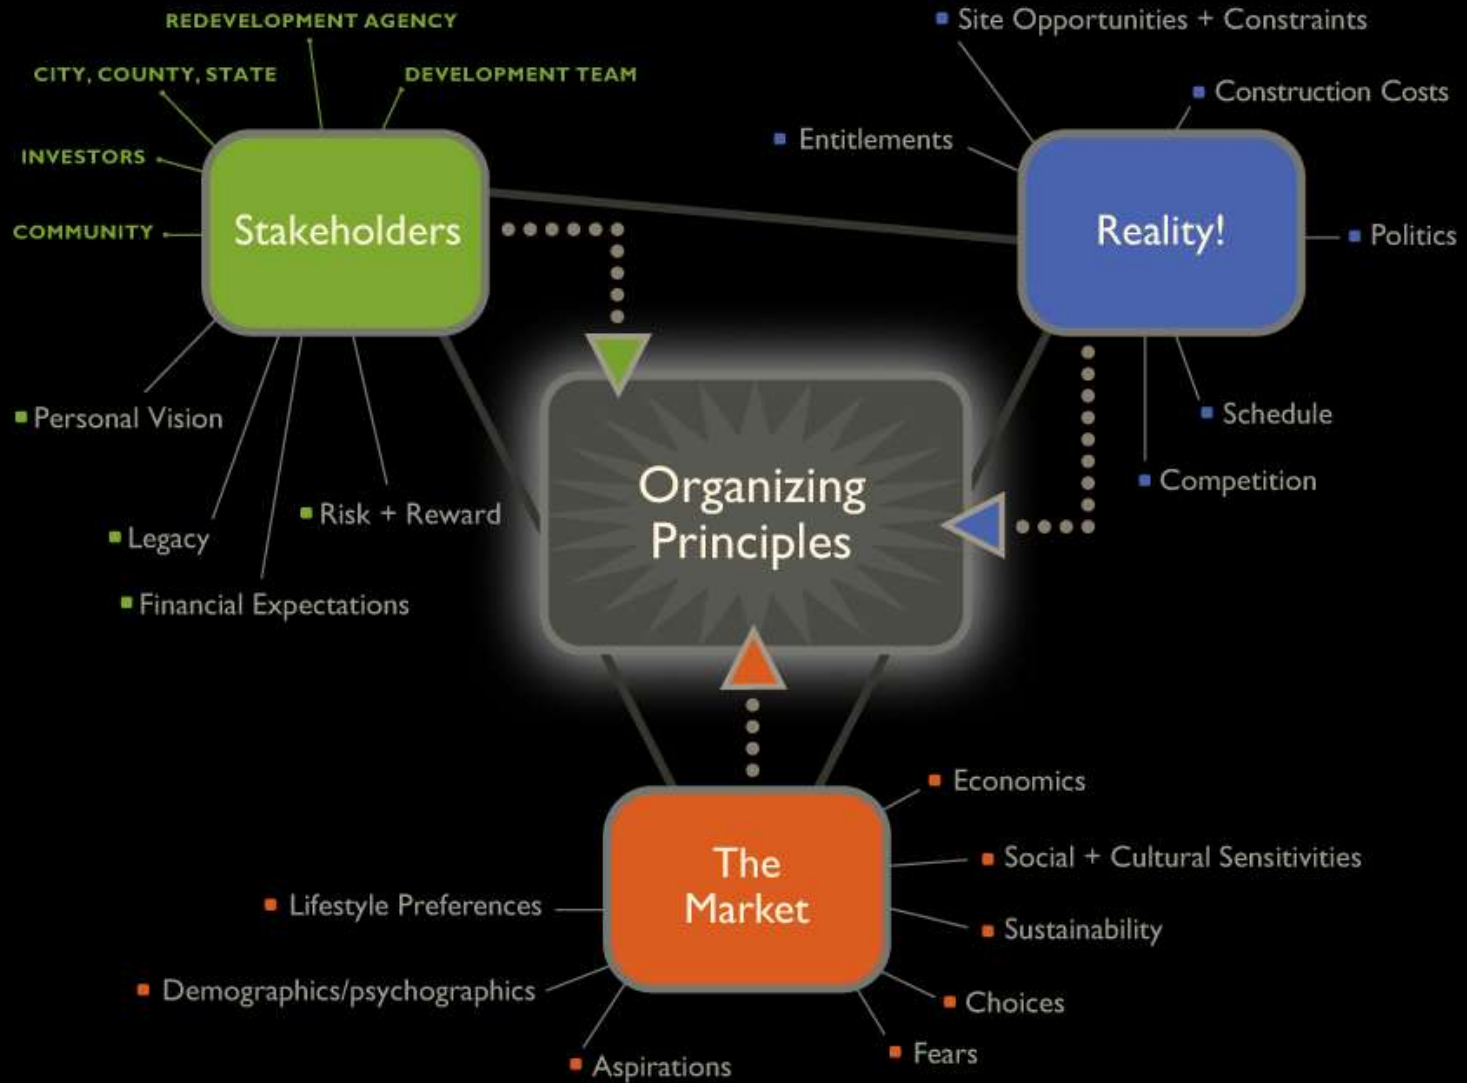 REDEVELOPMENT AGENCY
CITY, COUNTY, STATE
DEVELOPMENT TEAM
INVESTORS
COMMUNITY
Stakeholders
Personal Vision
Legacy
Risk + Reward
Financial Expectations
Site Opportunities + Constraints
Construction Costs
Entitlements
Reality!
Politics
Schedule
Competition
Organizing
Principles
The
Market
Economics
Social + Cultural Sensitivities
Sustainability
Choices
Fears
Lifestyle Preferences
Demographics/psychographics
Aspirations